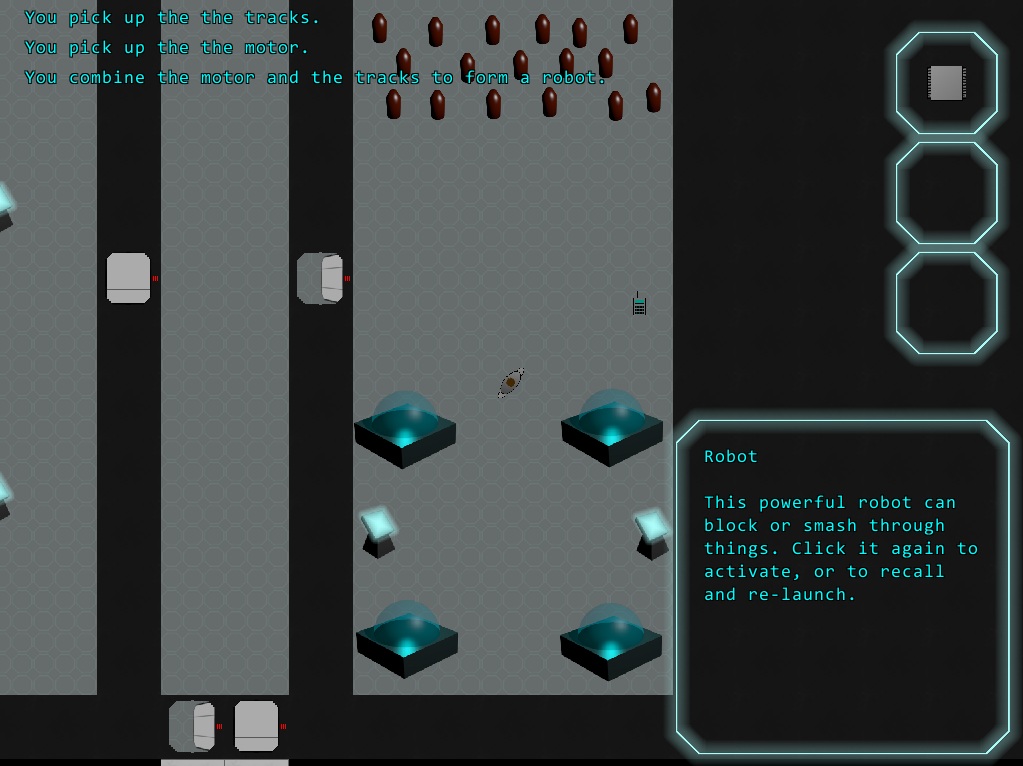 You pick up the the tracks.
You pick up the the motor.
You combine the motor and the tracks to form a robot.
Robot
This powerful robot can
block or smash through
things. Click it again to
activate, or to recall
and re-launch.